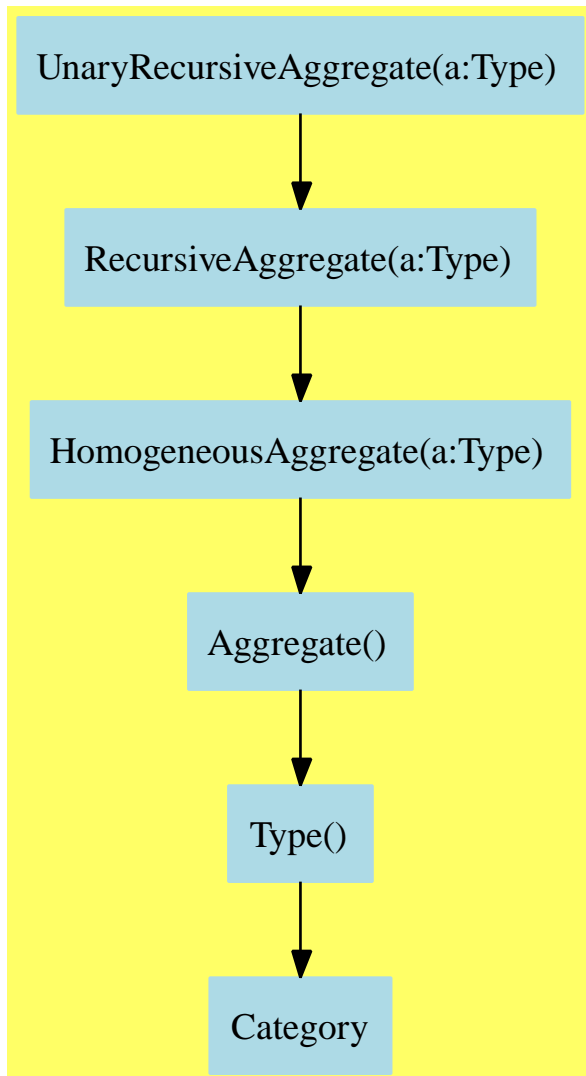 UnaryRecursiveAggregate(a:Type)
RecursiveAggregate(a:Type)
HomogeneousAggregate(a:Type)
Aggregate()
Type()
Category